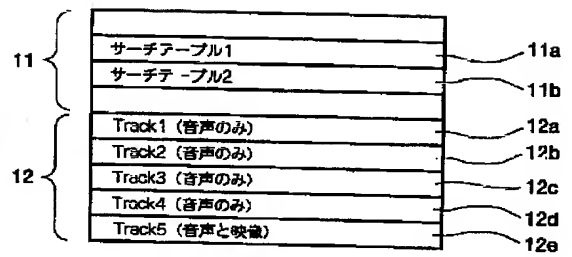 11
サーチテーブル1
11a
サーチテーブル2
11b
12
Track1（音声のみ）
12a
Track2（音声のみ）
12b
Track3（音声のみ）
12c
Track4（音声のみ）
12d
Track5（音声と映像）
12e